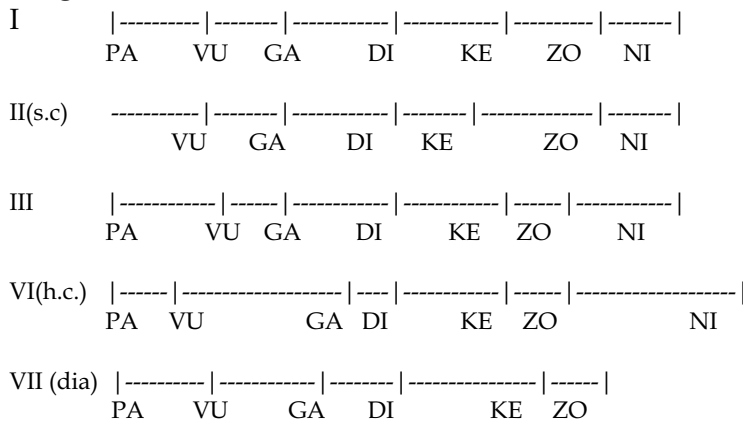 I |----------|--------|------------|------------|----------|--------|
PA VU GA DI KE ZO NI
II(s.c) -----------|--------|------------|--------|--------------|--------|
VU GA DI KE ZO NI
III |------------|------|------------|------------|------|------------|
PA VU GA DI KE ZO NI
VI(h.c.) |------|--------------------|----|------------|------|--------------------|
PA VU GA DI KE ZO NI
VII (dia) |----------|------------|--------|----------------|------|
PA VU GA DI KE ZO